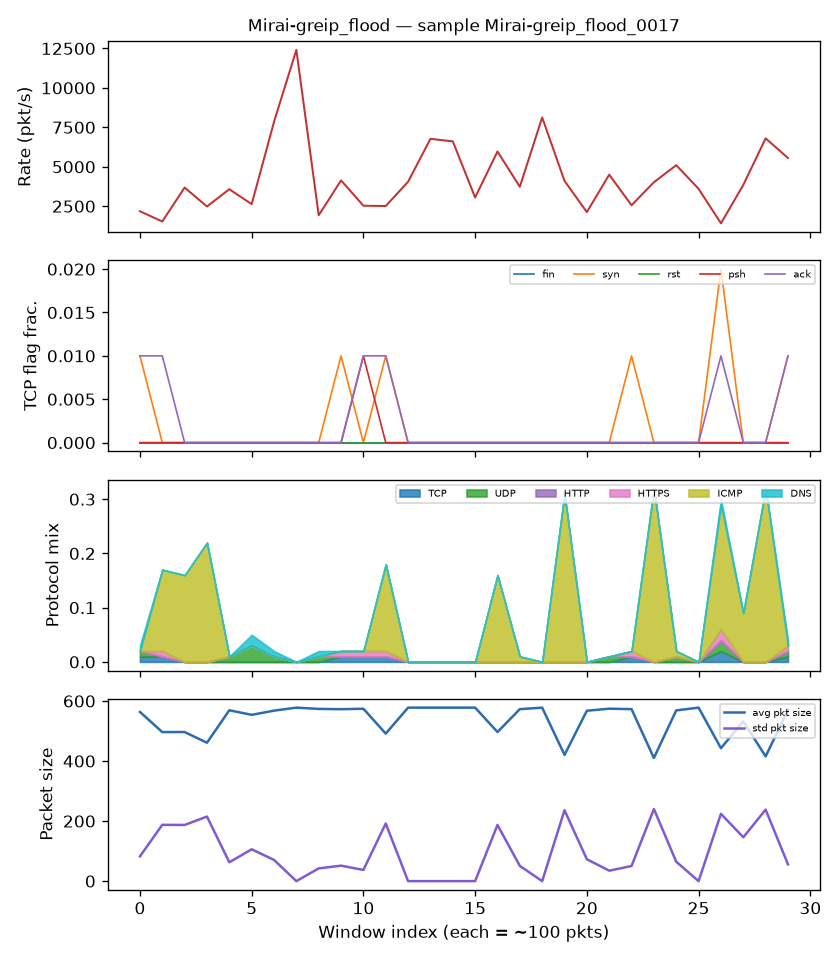 Mirai-greip_flood — sample Mirai-greip_flood_0017
Rate (pkt/s)
12500
10000
7500
5000
2500
TCP flag frac.
0.020
0.015
0.010
0.005
0.000
fin syn rst psh ack
Protocol mix
0.3
0.2
0.1
0.0
TCP UDP HTTP HTTPS ICMP DNS
Packet size
600
400
200
0
avg pkt size
std pkt size
0 5 10 15 20 25 30
Window index (each = ~100 pkts)